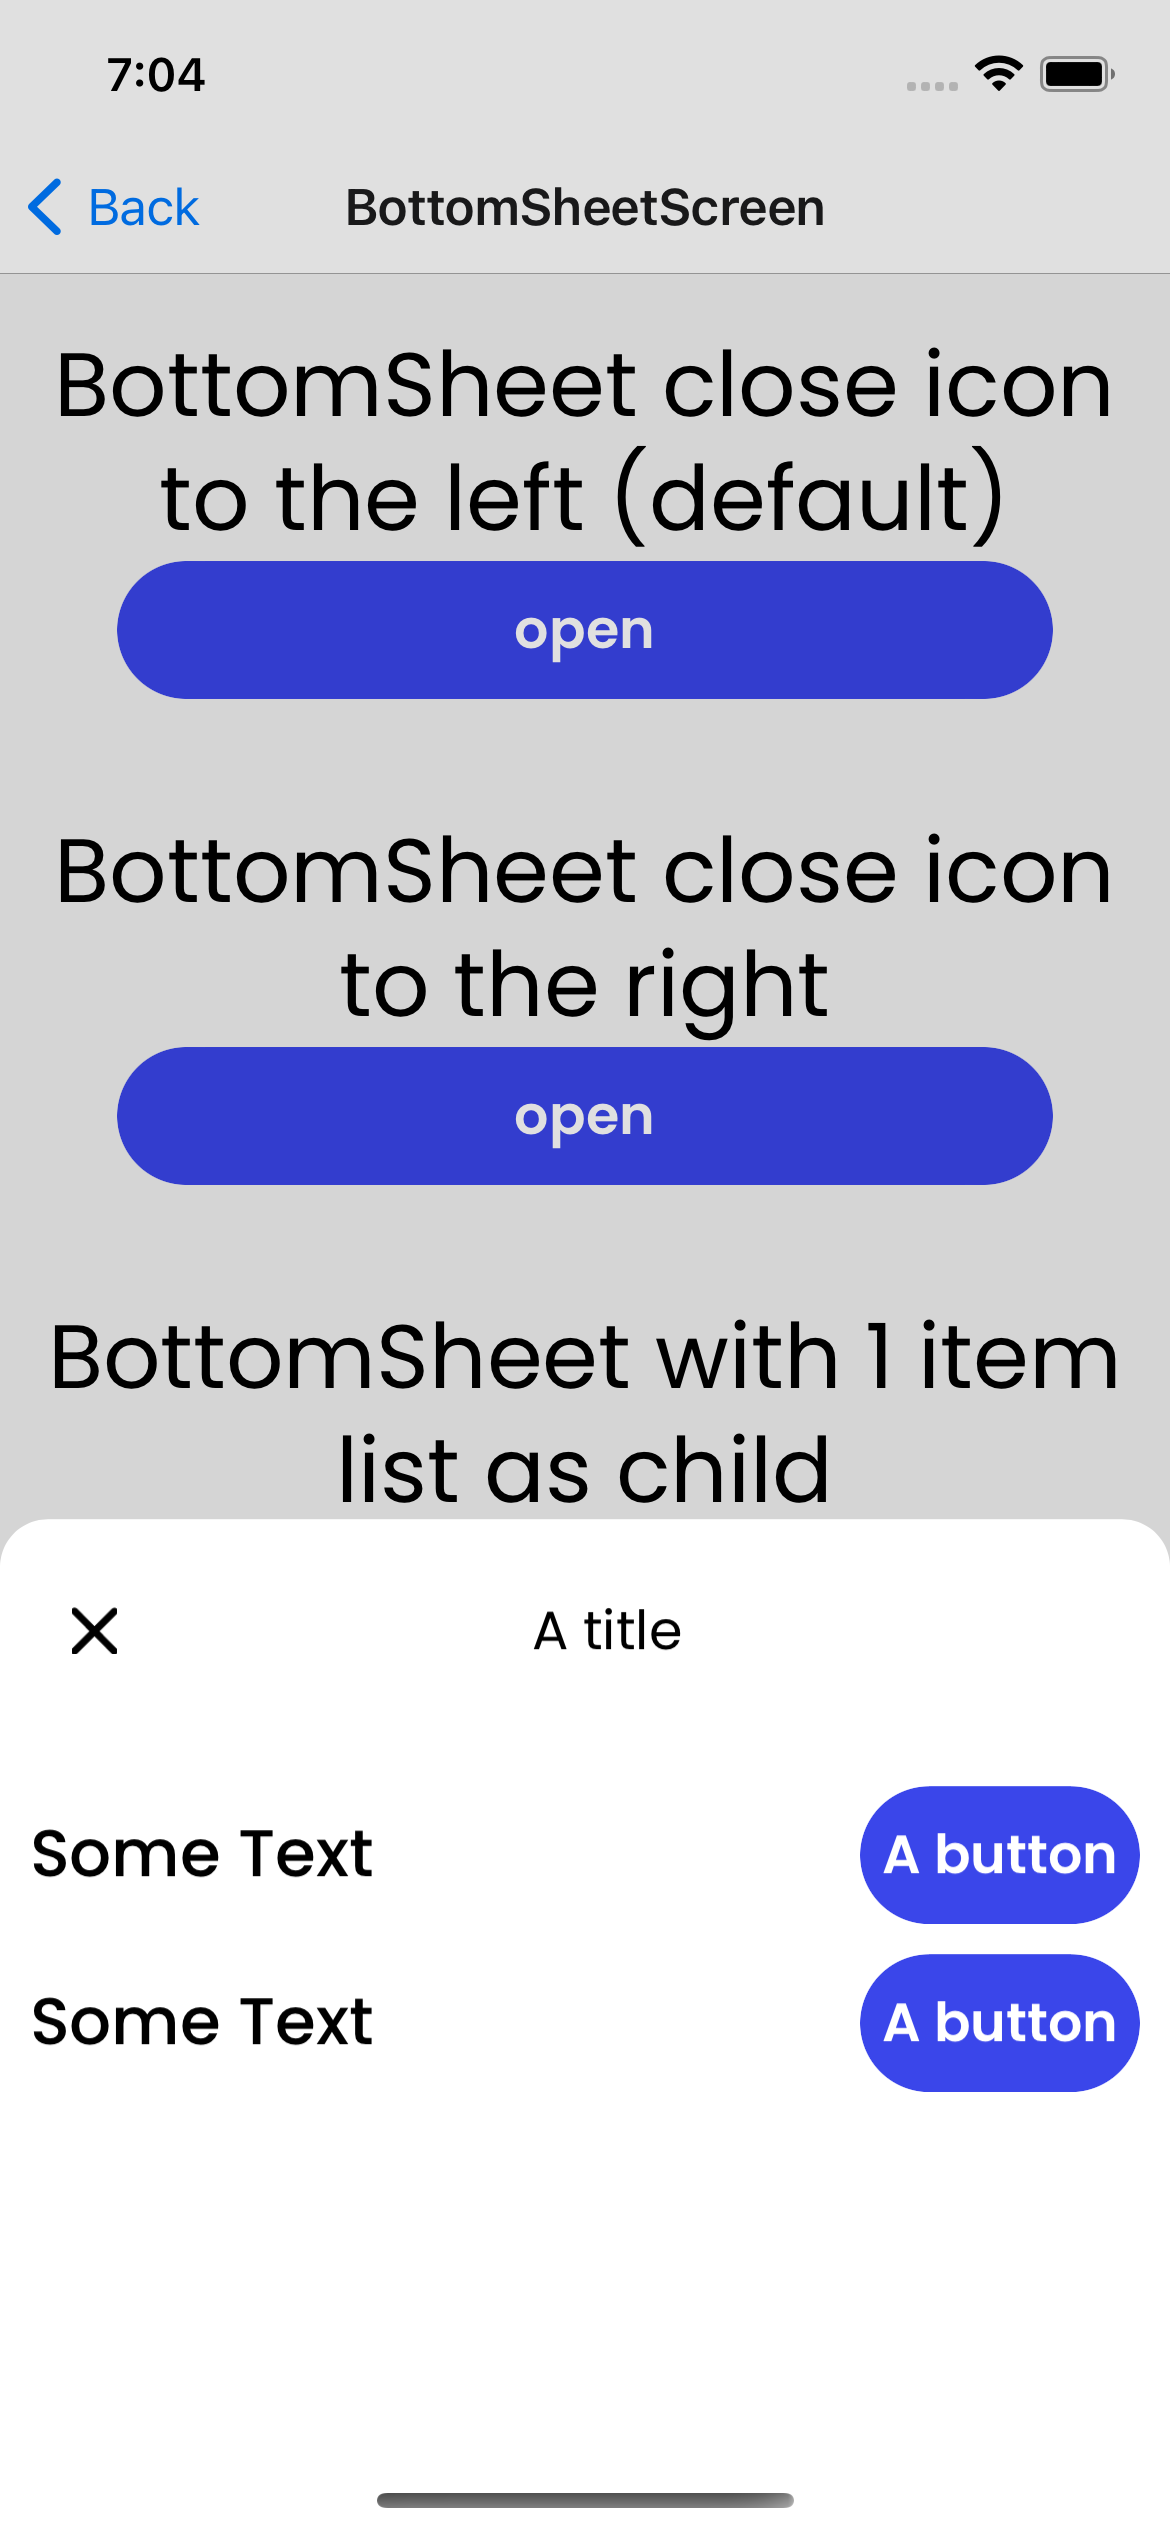 7:04
Back
BottomSheetScreen
BottomSheet close icon
to the left (default)
open
BottomSheet close icon
to the right
open
BottomSheet with 1 item
list as child
A title
Some Text
A button
Some Text
A button